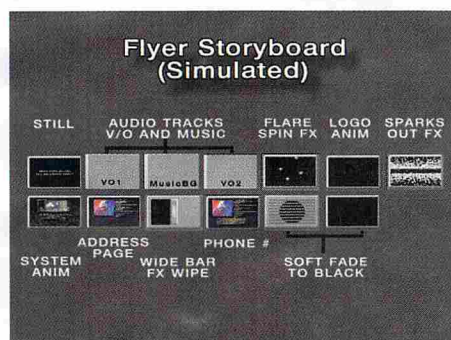 Flyer Storyboard
(Simulated)
STILL
AUDIO TRACKS
V/O AND MUSIC
FLARE
SPIN FX
LOGO
ANIM
SPARKS
OUT FX
VO1
MusicBG
VO2
SYSTEM
ANIM
ADDRESS
PAGE
WIDE BAR
FX WIPE
PHONE #
SOFT FADE
TO BLACK